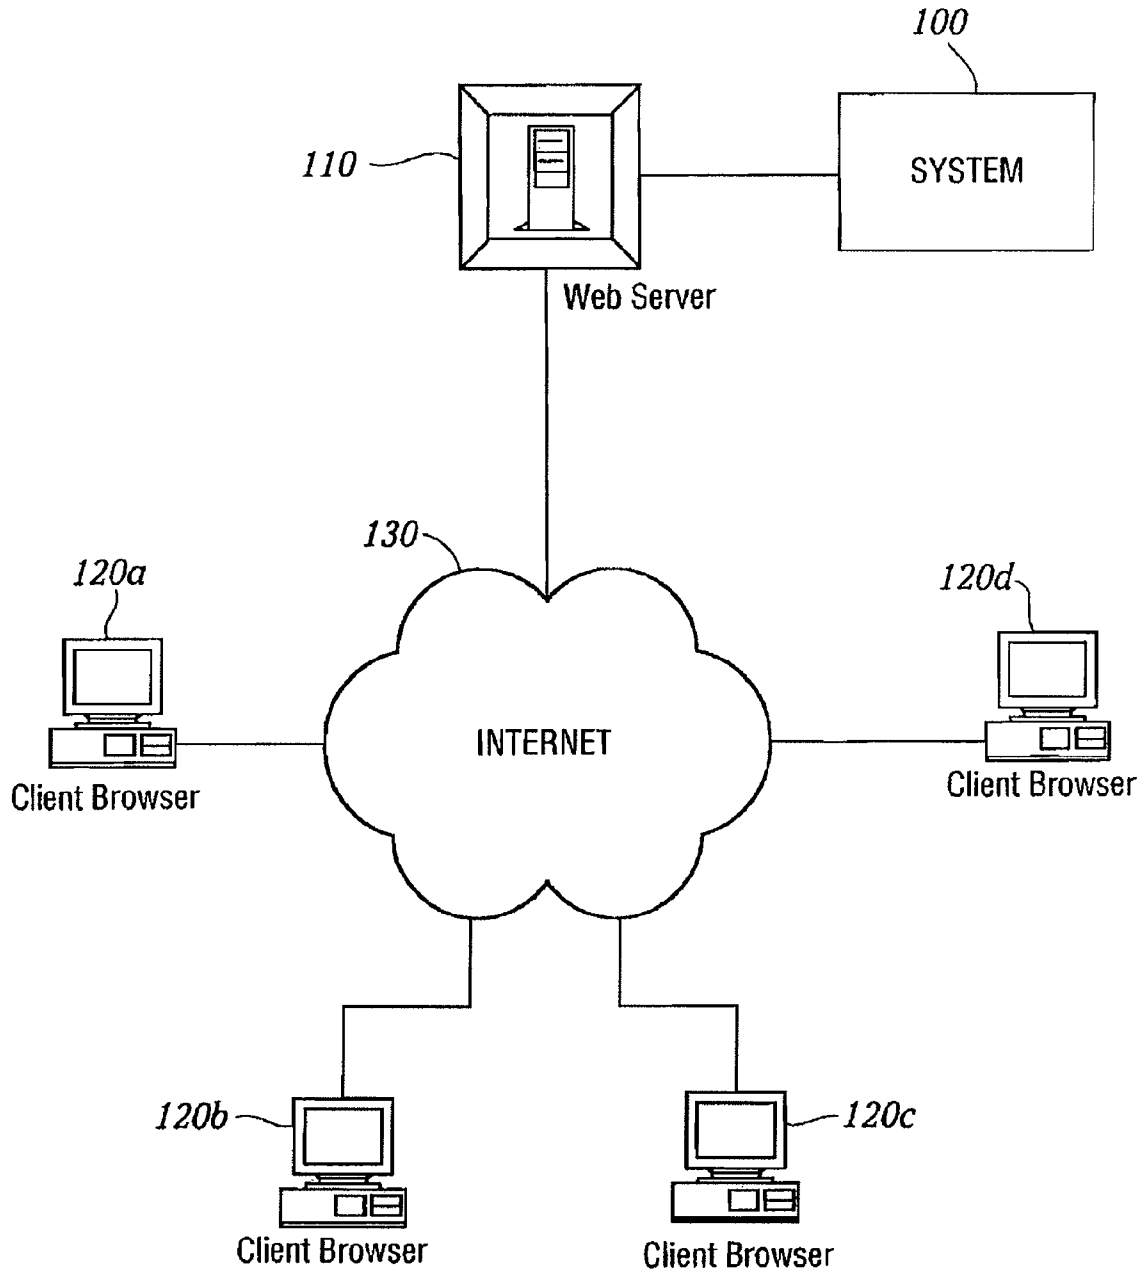 100
110
SYSTEM
Web Server
130
120a
120d
INTERNET
Client Browser
Client Browser
120b
120c
Client Browser
Client Browser